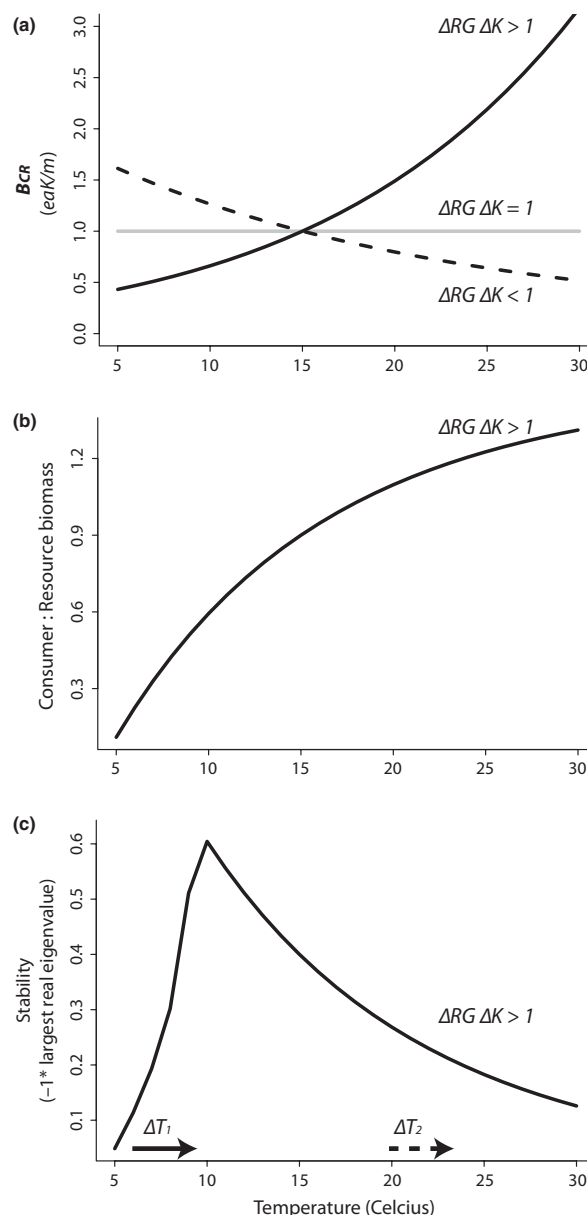 (a)
ΔRG ΔK > 1
3.0
2.5
2.0
1.5
1.0
0.5
0.0
BCR
(eaK/m)
ΔRG ΔK = 1
ΔRG ΔK < 1
5 10 15 20 25 30
(b)
ΔRG ΔK > 1
1.2
0.9
0.6
0.3
Consumer : Resource biomass
5 10 15 20 25 30
(c)
0.6
0.5
0.4
0.3
0.2
0.1
Stability
(−1* largest real eigenvalue)
ΔRG ΔK > 1
ΔT1 ΔT2
5 10 15 20 25 30
Temperature (Celcius)